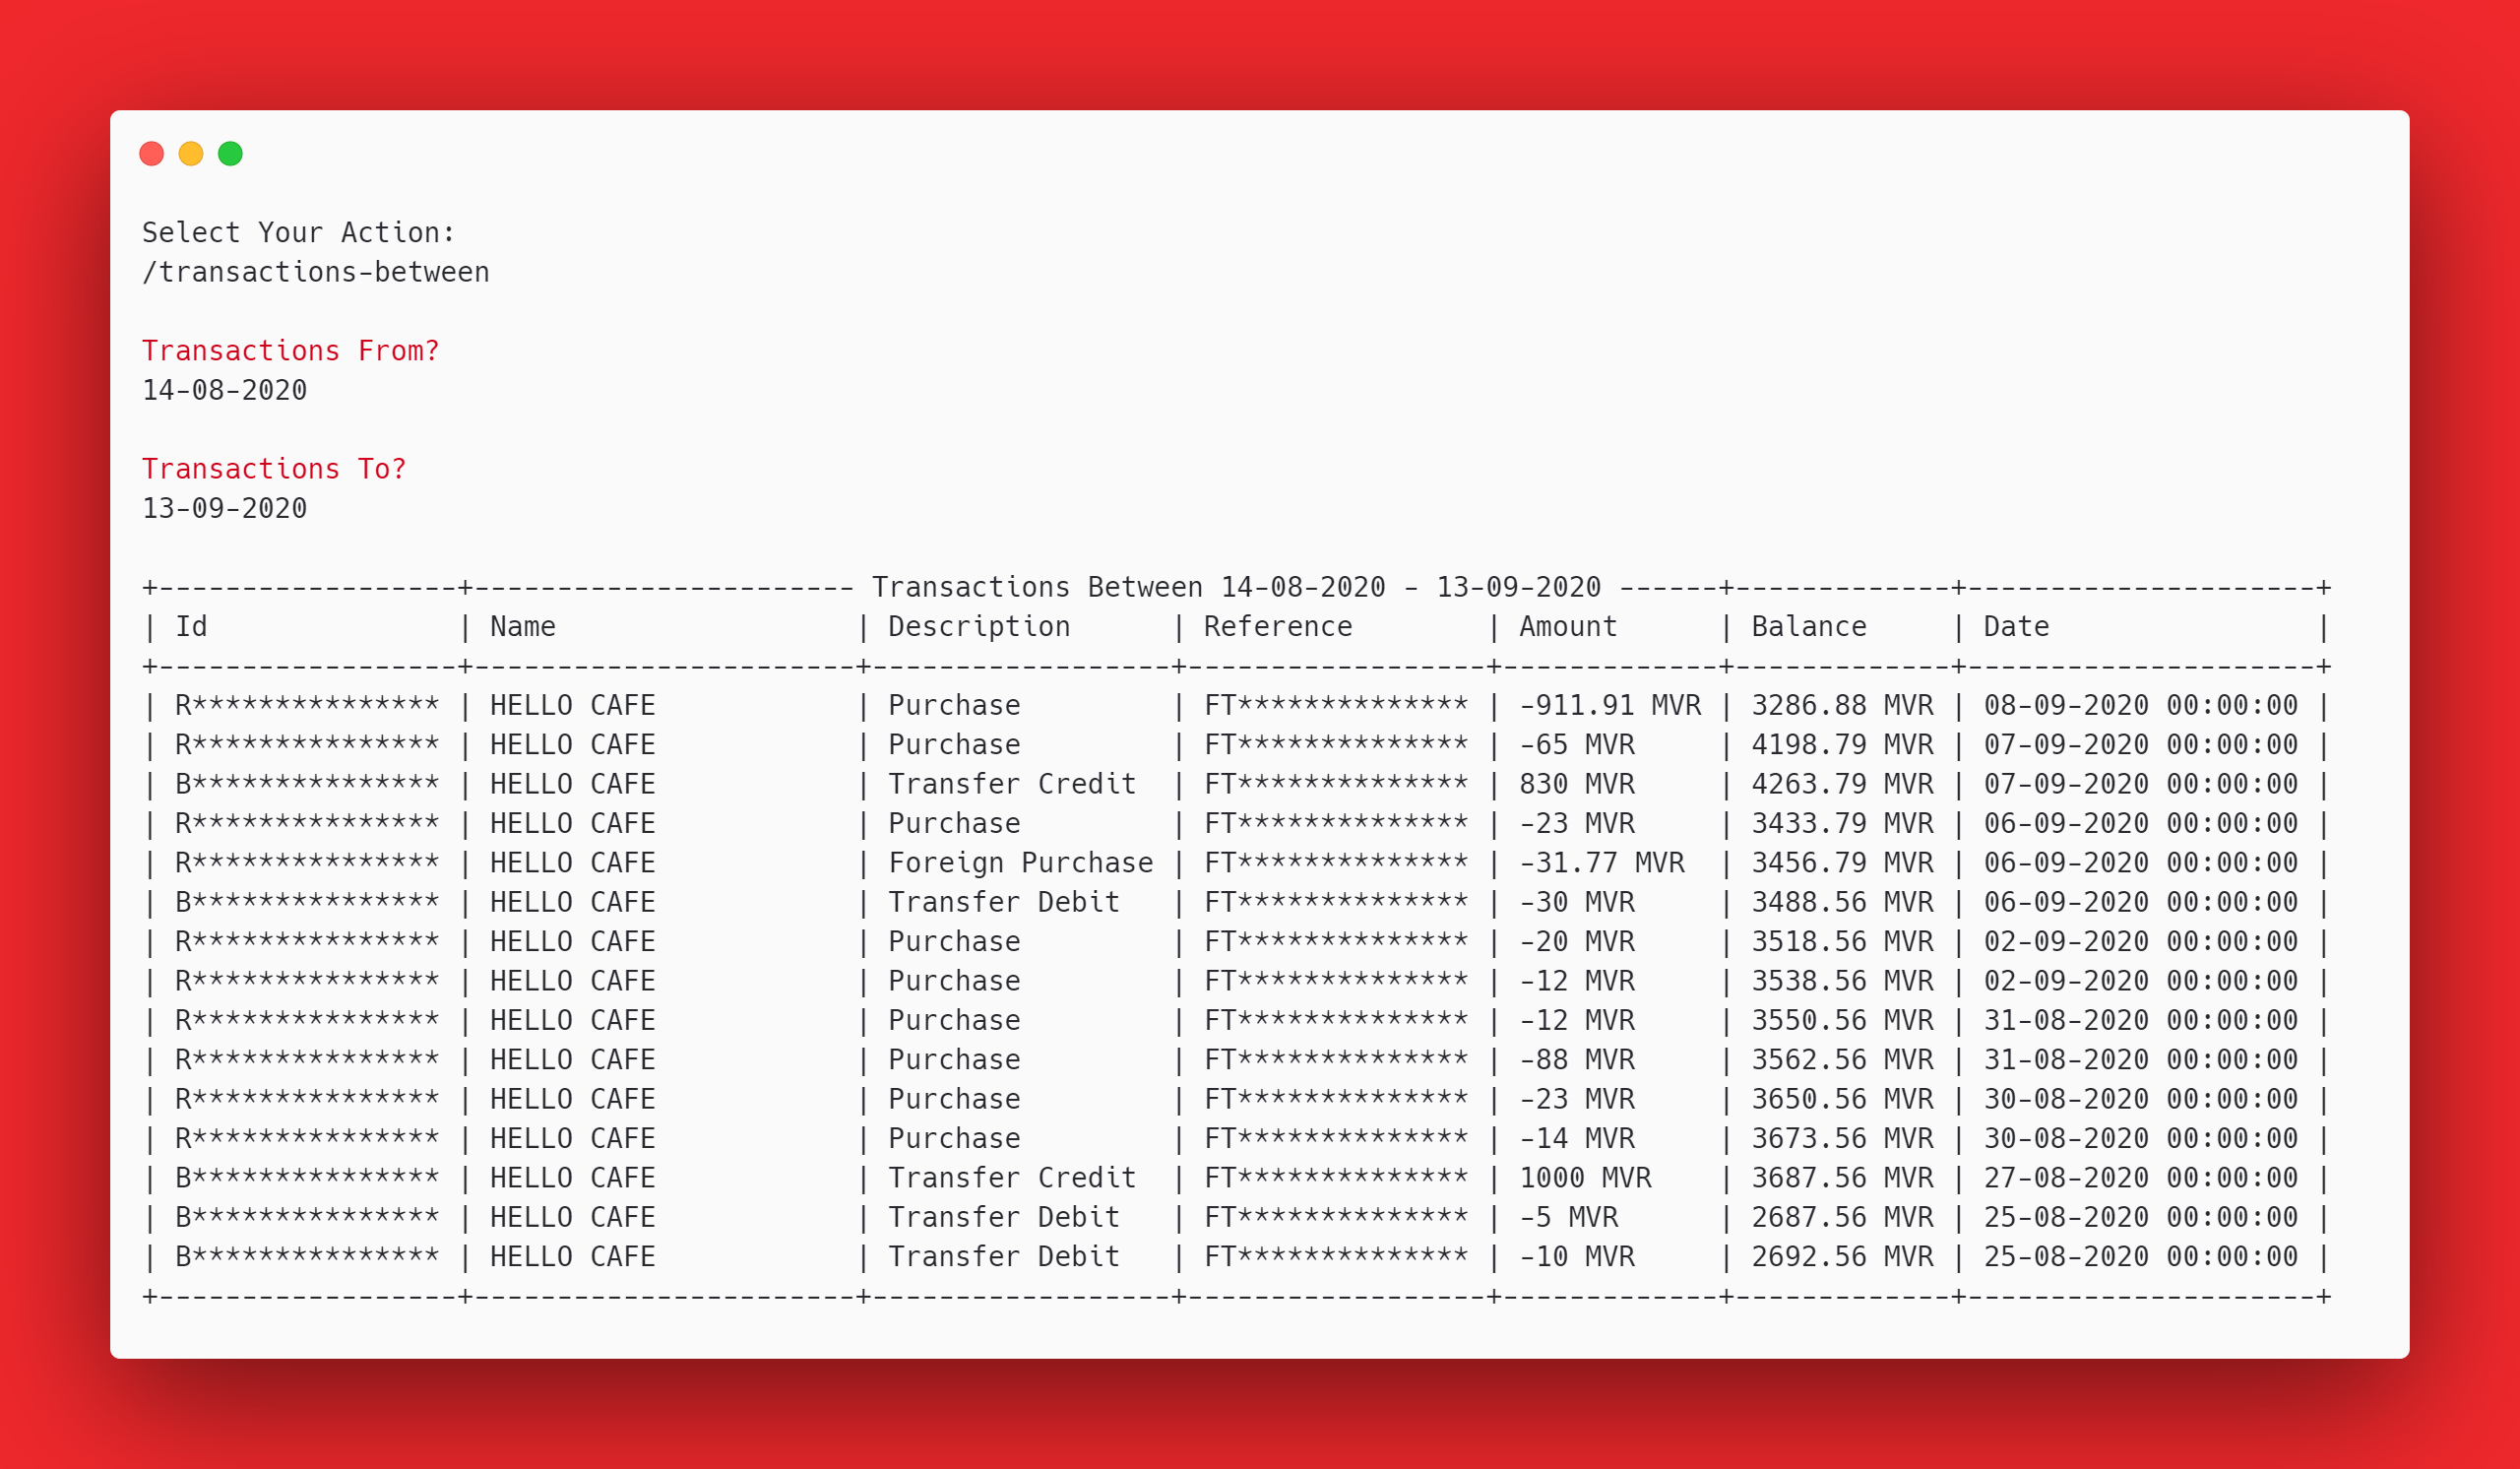 Select Your Action:
/transactions-between
Transactions From?
14-08-2020
Transactions To?
13-09-2020
+------------------+----------------------- Transactions Between 14-08-2020 - 13-09-2020 ------+-------------+---------------------+
| Id               | Name                  | Description      | Reference        | Amount      | Balance     | Date                |
+------------------+-----------------------+------------------+------------------+-------------+-------------+---------------------+
| R*************** | HELLO CAFE            | Purchase         | FT************** | -911.91 MVR | 3286.88 MVR | 08-09-2020 00:00:00 |
| R*************** | HELLO CAFE            | Purchase         | FT************** | -65 MVR     | 4198.79 MVR | 07-09-2020 00:00:00 |
| B*************** | HELLO CAFE            | Transfer Credit  | FT************** | 830 MVR     | 4263.79 MVR | 07-09-2020 00:00:00 |
| R*************** | HELLO CAFE            | Purchase         | FT************** | -23 MVR     | 3433.79 MVR | 06-09-2020 00:00:00 |
| R*************** | HELLO CAFE            | Foreign Purchase | FT************** | -31.77 MVR  | 3456.79 MVR | 06-09-2020 00:00:00 |
| B*************** | HELLO CAFE            | Transfer Debit   | FT************** | -30 MVR     | 3488.56 MVR | 06-09-2020 00:00:00 |
| R*************** | HELLO CAFE            | Purchase         | FT************** | -20 MVR     | 3518.56 MVR | 02-09-2020 00:00:00 |
| R*************** | HELLO CAFE            | Purchase         | FT************** | -12 MVR     | 3538.56 MVR | 02-09-2020 00:00:00 |
| R*************** | HELLO CAFE            | Purchase         | FT************** | -12 MVR     | 3550.56 MVR | 31-08-2020 00:00:00 |
| R*************** | HELLO CAFE            | Purchase         | FT************** | -88 MVR     | 3562.56 MVR | 31-08-2020 00:00:00 |
| R*************** | HELLO CAFE            | Purchase         | FT************** | -23 MVR     | 3650.56 MVR | 30-08-2020 00:00:00 |
| R*************** | HELLO CAFE            | Purchase         | FT************** | -14 MVR     | 3673.56 MVR | 30-08-2020 00:00:00 |
| B*************** | HELLO CAFE            | Transfer Credit  | FT************** | 1000 MVR    | 3687.56 MVR | 27-08-2020 00:00:00 |
| B*************** | HELLO CAFE            | Transfer Debit   | FT************** | -5 MVR      | 2687.56 MVR | 25-08-2020 00:00:00 |
| B*************** | HELLO CAFE            | Transfer Debit   | FT************** | -10 MVR     | 2692.56 MVR | 25-08-2020 00:00:00 |
+------------------+-----------------------+------------------+------------------+-------------+-------------+---------------------+